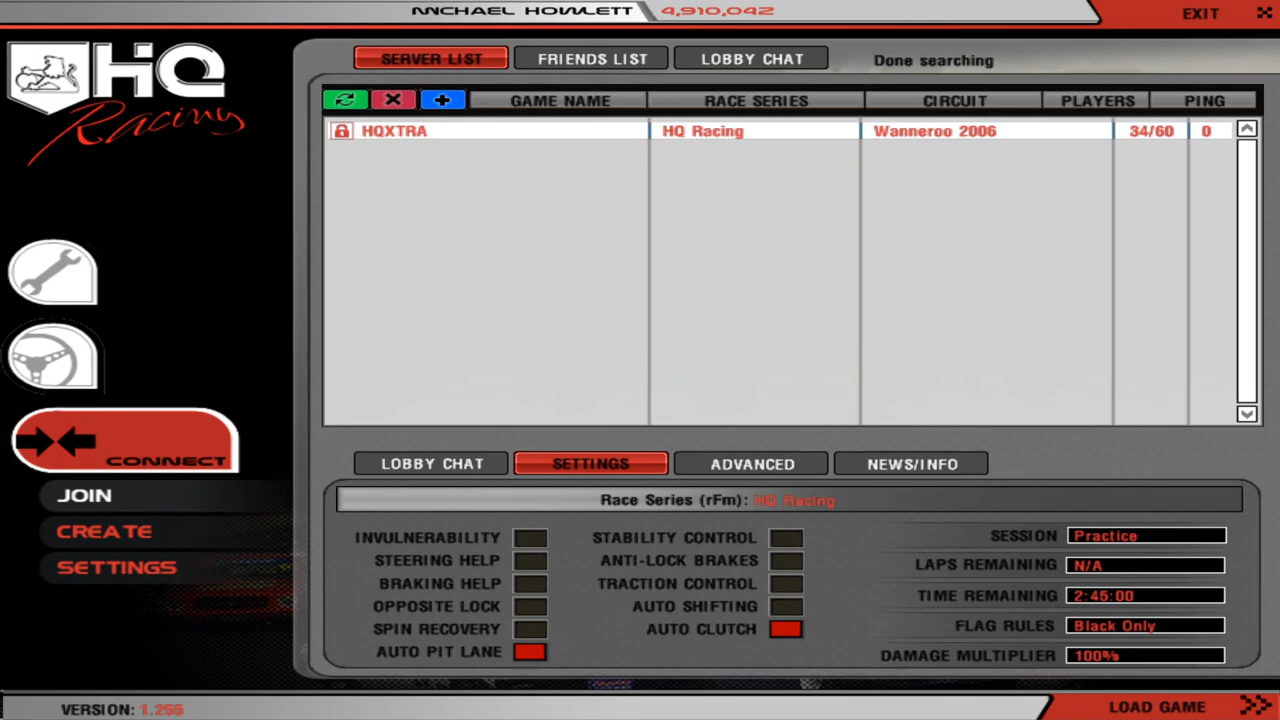 MICHAEL HOWLETT 4,910,042
EXIT
HQ
Racing
SERVER LIST FRIENDS LIST LOBBY CHAT Done searching
GAME NAME RACE SERIES CIRCUIT PLAYERS PING
HQXTRA HQ Racing Wanneroo 2006 34/60 0
CONNECT
JOIN
CREATE
SETTINGS
LOBBY CHAT SETTINGS ADVANCED NEWS/INFO
Race Series (rFm): HQ Racing
INVULNERABILITY STABILITY CONTROL SESSION Practice
STEERING HELP ANTI-LOCK BRAKES LAPS REMAINING N/A
BRAKING HELP TRACTION CONTROL TIME REMAINING 2:45:00
OPPOSITE LOCK AUTO SHIFTING FLAG RULES Black Only
SPIN RECOVERY AUTO CLUTCH DAMAGE MULTIPLIER 100%
AUTO PIT LANE
VERSION: 1.255
LOAD GAME